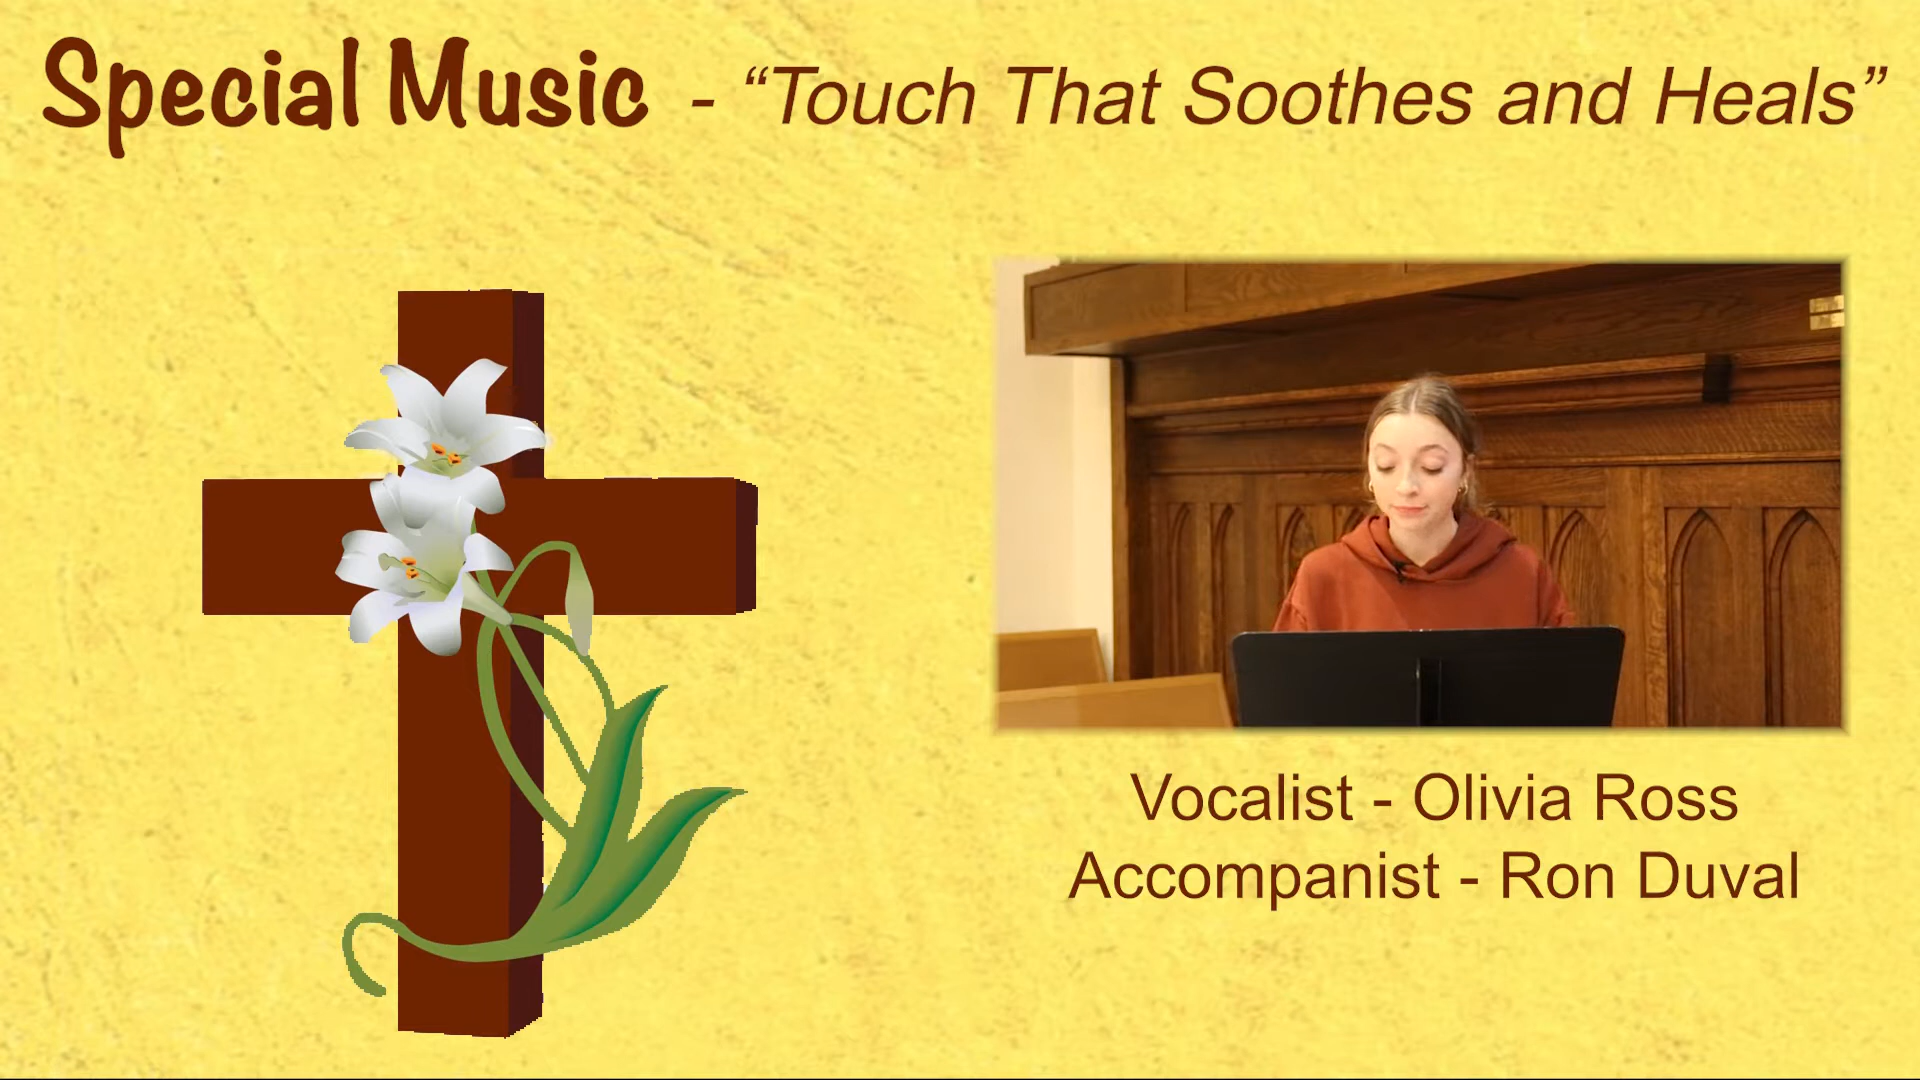 Special Music - “Touch That Soothes and Heals”
Vocalist - Olivia Ross
Accompanist - Ron Duval